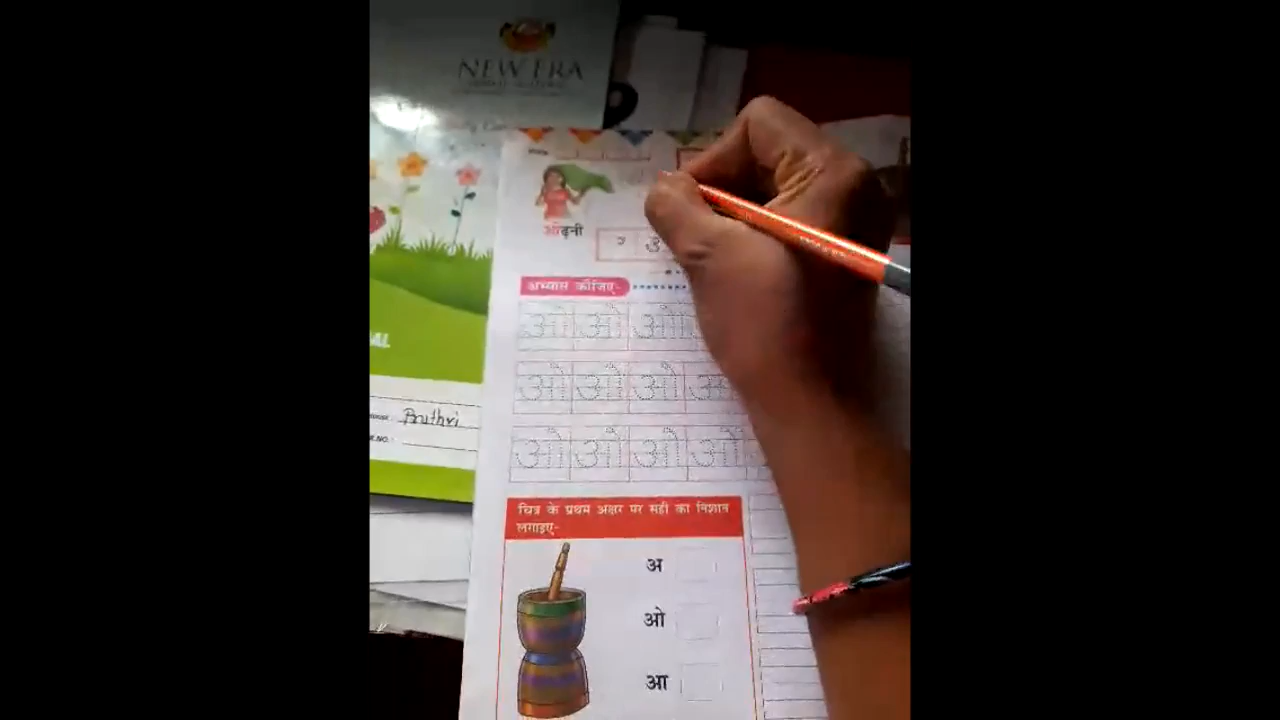 NEW ERA
ओढ़नी
अभ्यास कीजिए-
ओ ओ ओ
ओ ओ ओ ओ
ओ ओ ओ ओ
Pruthvi
चित्र के प्रथम अक्षर पर सही का निशान
लगाइए-
अ
ओ
आ